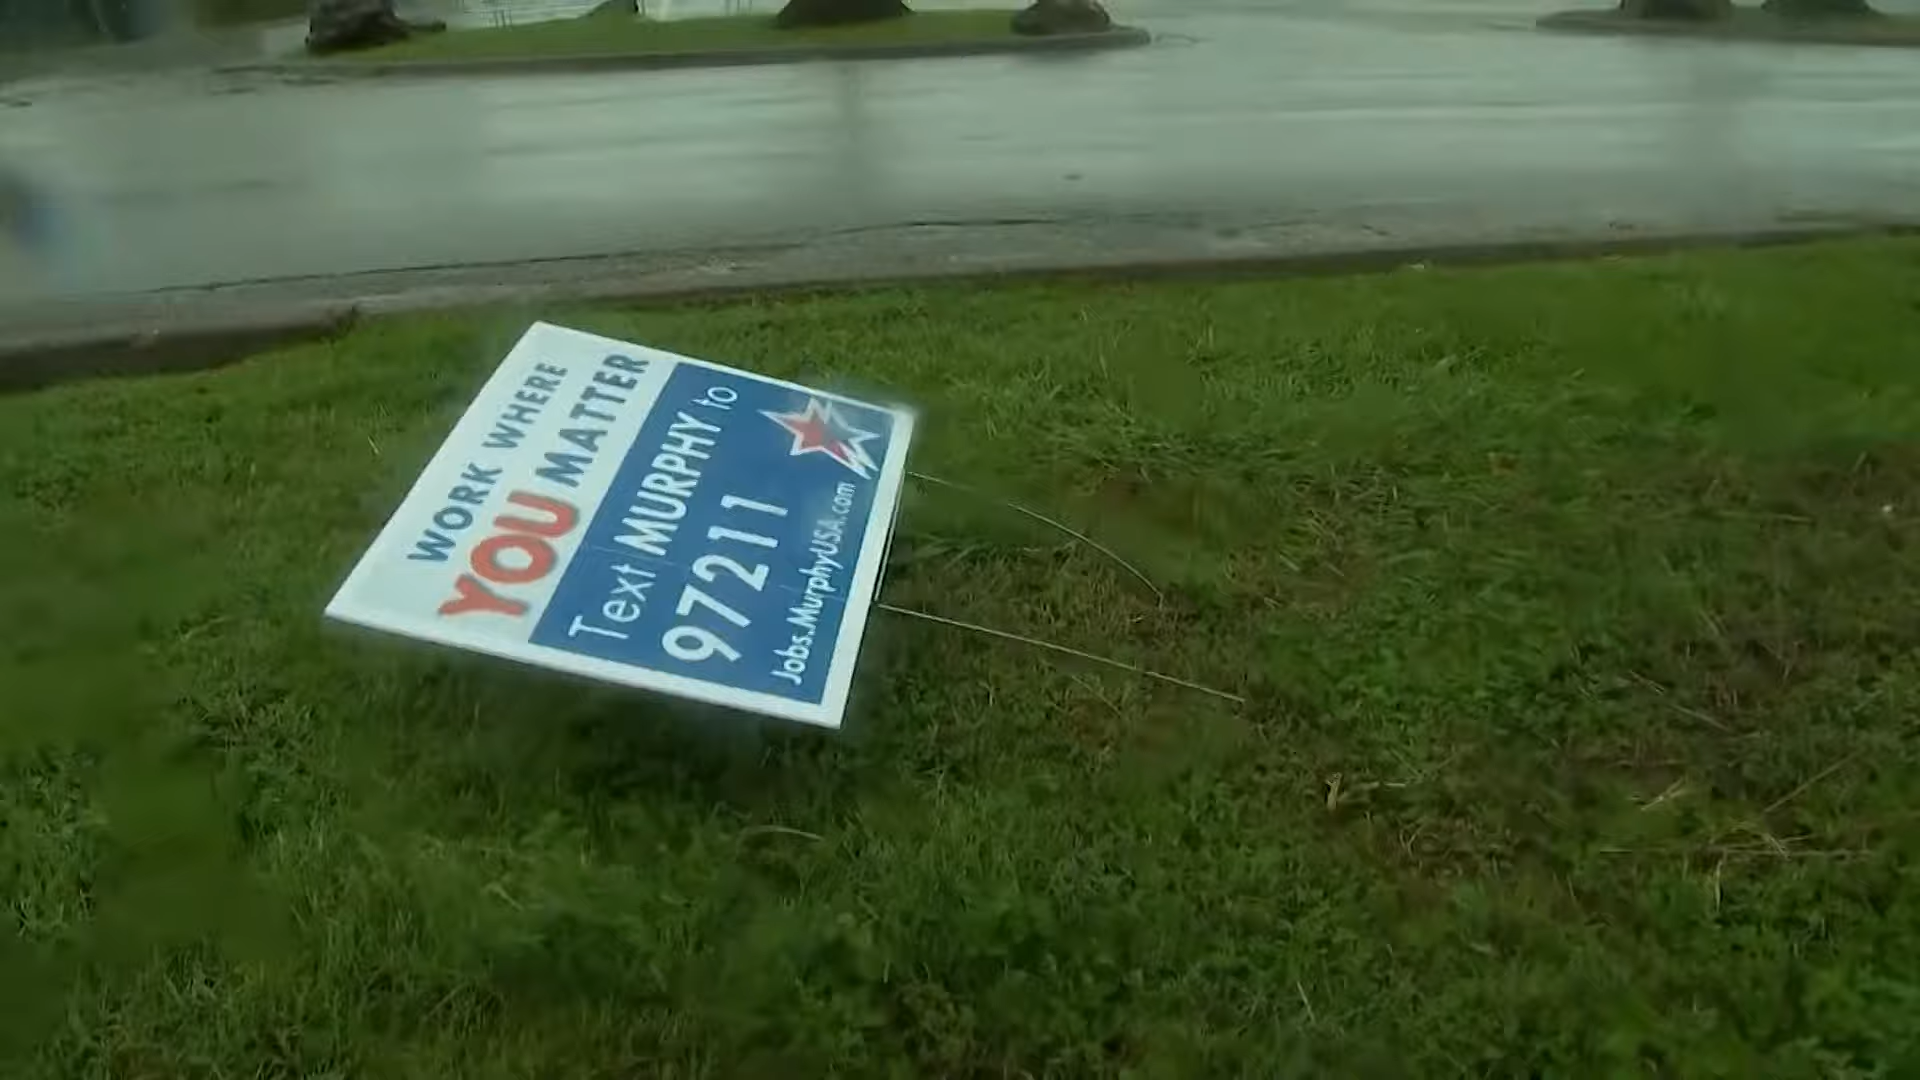 WORK WHERE
YOU MATTER
Text MURPHY to
97211
Jobs.MurphyUSA.com